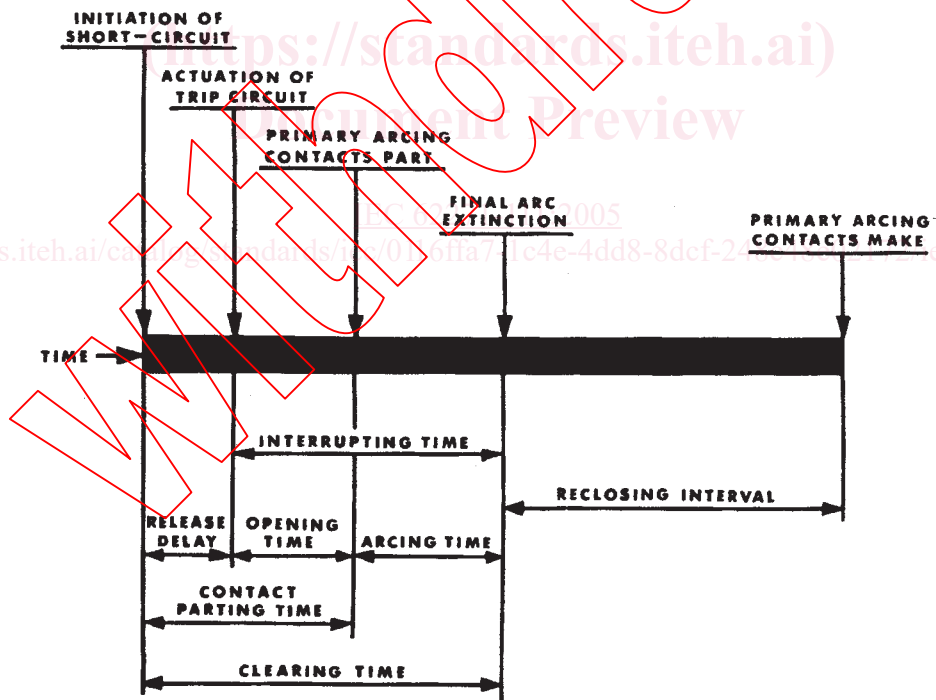 (https://standards.iteh.ai)
Document Preview
INITIATION OF
SHORT-CIRCUIT
ACTUATION OF
TRIP CIRCUIT
PRIMARY ARCING
CONTACTS PART
FINAL ARC
EXTINCTION
2005
PRIMARY ARCING
CONTACTS MAKE
TIME
INTERRUPTING TIME
RECLOSING INTERVAL
RELEASE
DELAY
OPENING
TIME
ARCING TIME
CONTACT
PARTING TIME
CLEARING TIME
Withdr